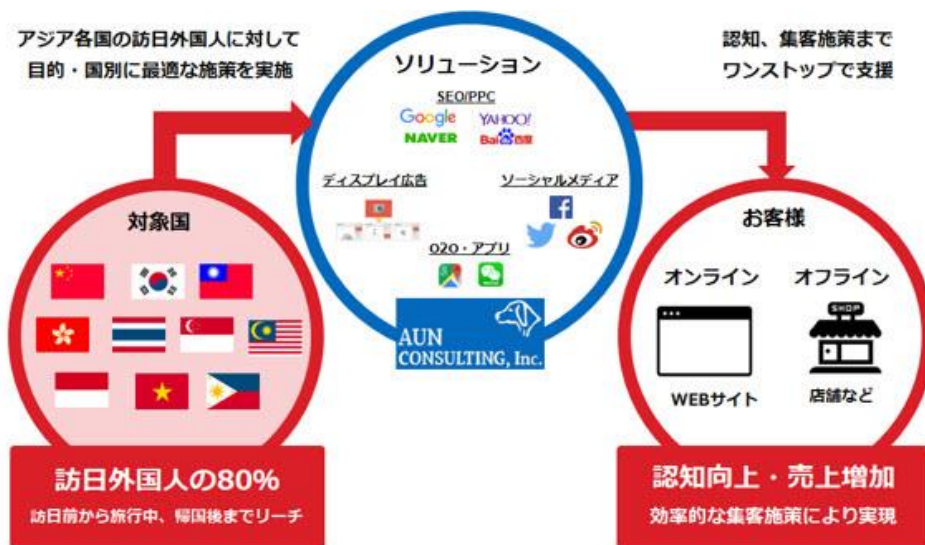 アジア各国の訪日外国人に対して
目的・国別に最適な施策を実施
ソリューション
SEO/PPC
Google
YAHOO!
NAVER
Bai百度
ディスプレイ広告
ソーシャルメディア
O2O・アプリ
AUN
CONSULTING, Inc.
認知、集客施策まで
ワンストップで支援
対象国
訪日外国人の80%
訪日前から旅行中、帰国後までリーチ
お客様
オンライン
オフライン
SHOP
WEBサイト
店舗など
認知向上・売上増加
効率的な集客施策により実現